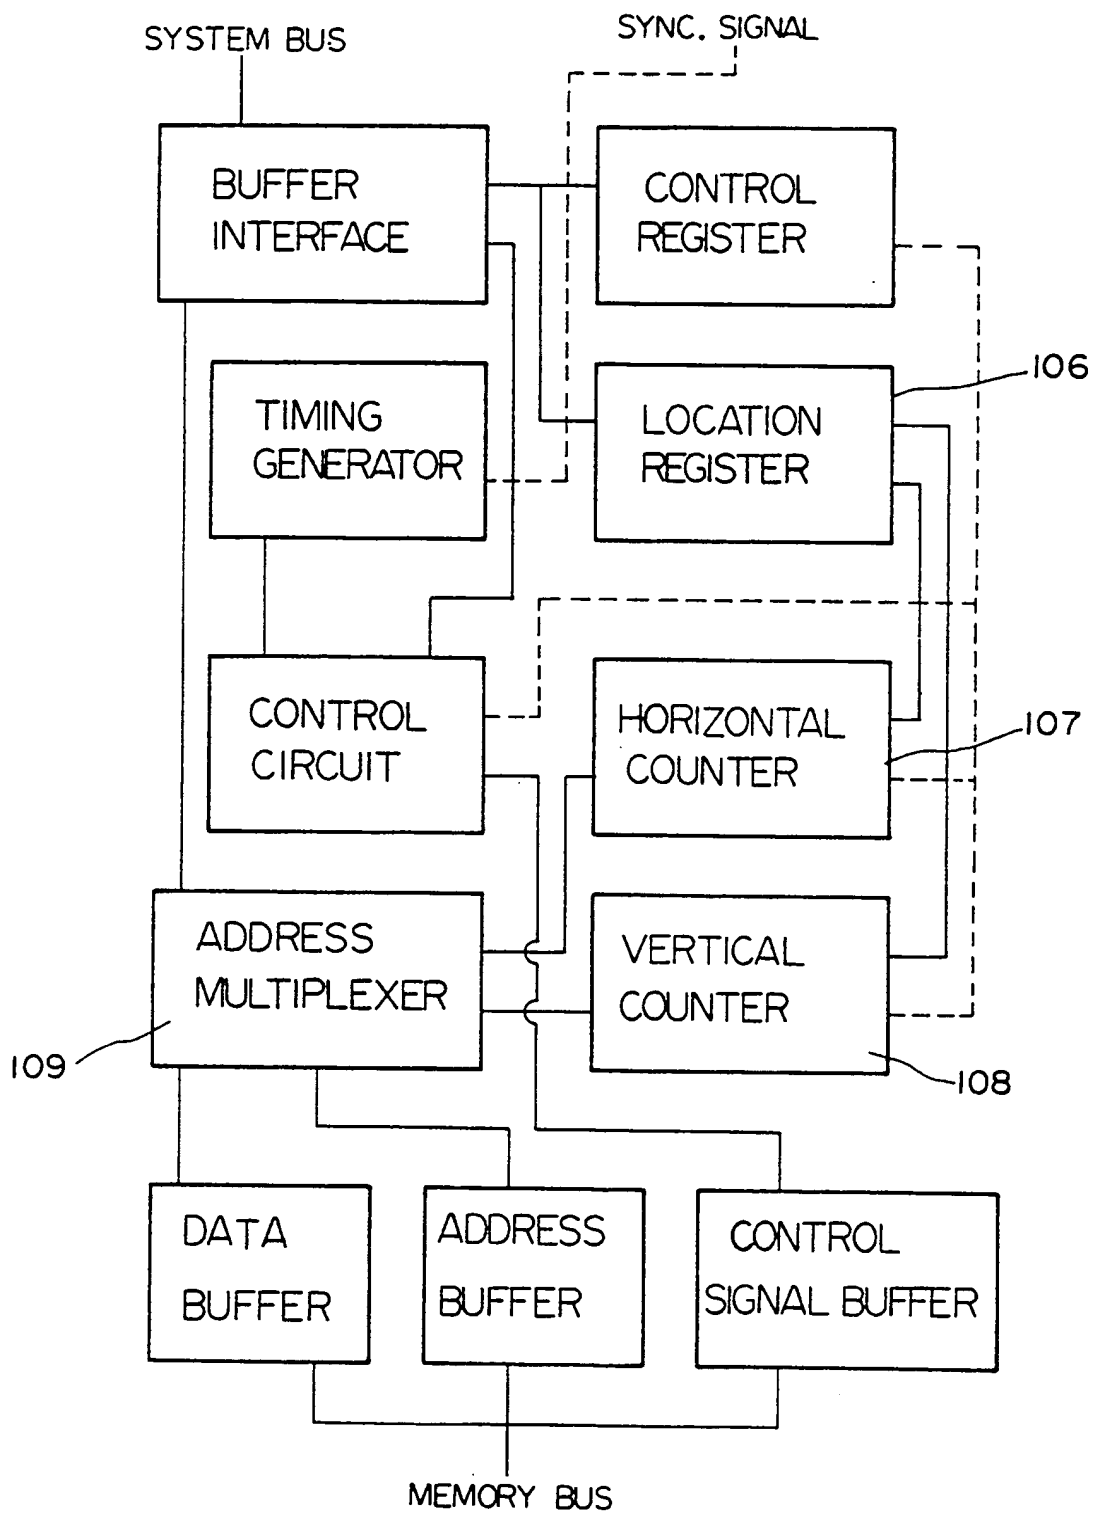 SYSTEM BUS
SYNC. SIGNAL
BUFFER
INTERFACE
CONTROL
REGISTER
TIMING
GENERATOR
LOCATION
REGISTER
106
CONTROL
CIRCUIT
HORIZONTAL
COUNTER
107
ADDRESS
MULTIPLEXER
109
VERTICAL
COUNTER
108
DATA
BUFFER
ADDRESS
BUFFER
CONTROL
SIGNAL BUFFER
MEMORY BUS